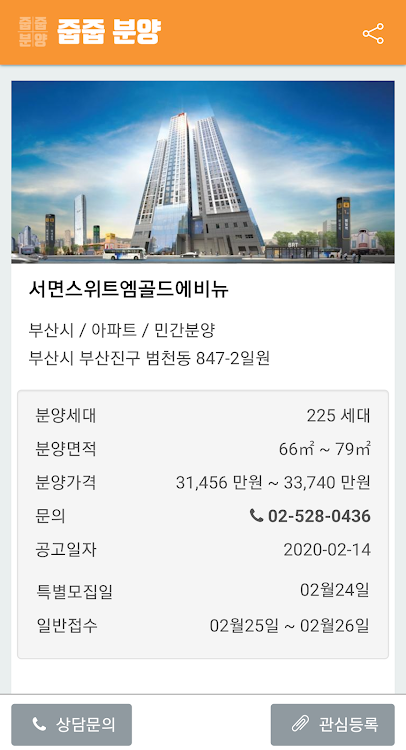 줍줍
분양
줍줍 분양
BRT
서면스위트엠골드에비뉴
부산시 / 아파트 / 민간분양
부산시 부산진구 범천동 847-2일원
분양세대 225 세대
분양면적 66㎡ ~ 79㎡
분양가격 31,456 만원 ~ 33,740 만원
문의 02-528-0436
공고일자 2020-02-14
특별모집일 02월24일
일반접수 02월25일 ~ 02월26일
상담문의 관심등록